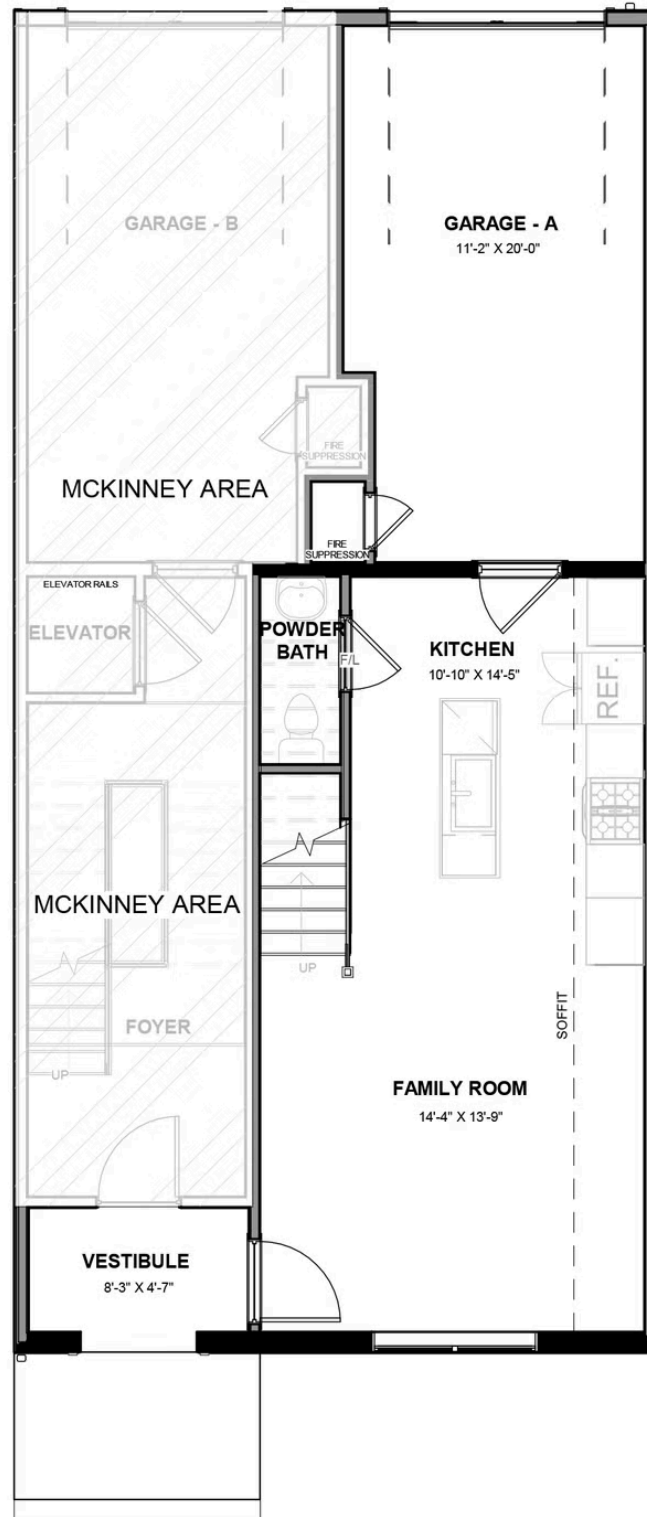 GARAGE - B
GARAGE - A
11'-2" X 20'-0"
FIRE
SUPPRESSION
MCKINNEY AREA
FIRE
SUPPRESSION
ELEVATOR RAILS
ELEVATOR
POWDER
BATH
F/L
KITCHEN
10'-10" X 14'-5"
REF.
MCKINNEY AREA
UP
FOYER
UP
SOFFIT
FAMILY ROOM
14'-4" X 13'-9"
VESTIBULE
8'-3" X 4'-7"